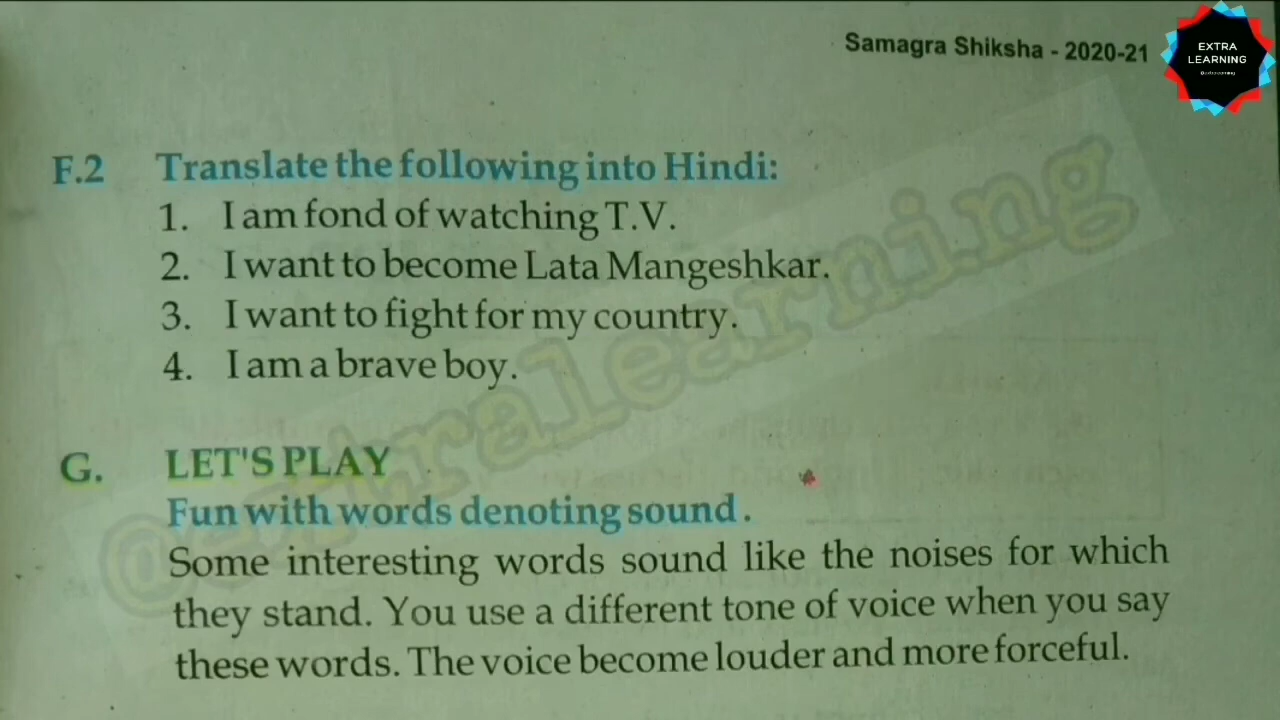 Samagra Shiksha - 2020-21
EXTRA
LEARNING
F.2 Translate the following into Hindi:
1. I am fond of watching T.V.
2. I want to become Lata Mangeshkar.
3. I want to fight for my country.
4. I am a brave boy.
@extralearning
G. LET'S PLAY
Fun with words denoting sound.
Some interesting words sound like the noises for which
they stand. You use a different tone of voice when you say
these words. The voice become louder and more forceful.